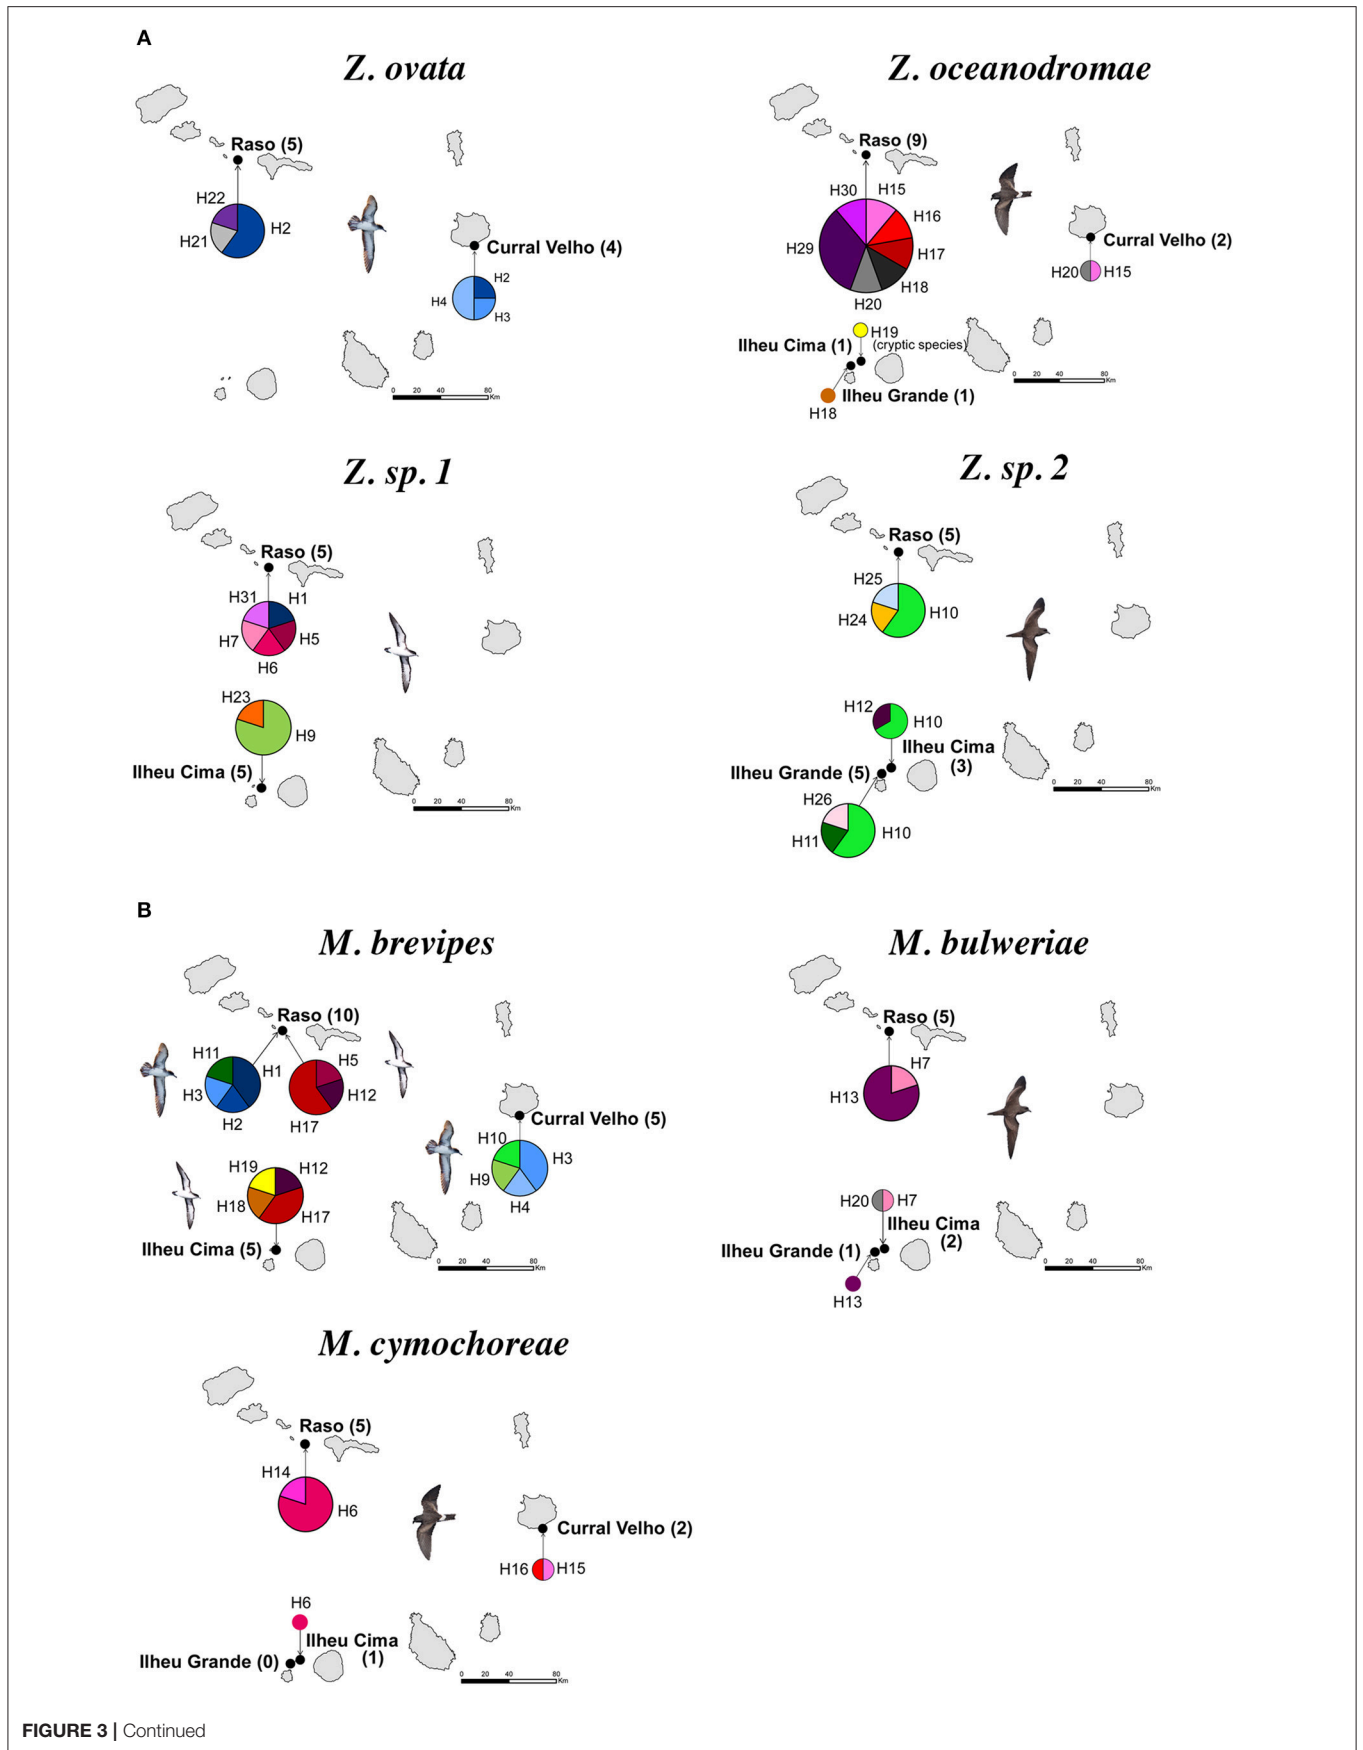 A
Z. ovata
Raso (5)
H22
H2
H21
Curral Velho (4)
H2
H4
H3
0 20 40 80
Km
Z. oceanodromae
Raso (9)
H30 H15
H16
H29
H17
H18
H20
Curral Velho (2)
H20 H15
H19
(cryptic species)
Ilheu Cima (1)
Ilheu Grande (1)
H18
0 20 40 80
Km
Z. sp. 1
Raso (5)
H31 H1
H7 H5
H6
H23
H9
Ilheu Cima (5)
0 20 40 80
Km
Z. sp. 2
Raso (5)
H25
H24 H10
H12 H10
Ilheu Cima
(3)
Ilheu Grande (5)
H26
H11 H10
0 20 40 80
Km
B
M. brevipes
Raso (10)
H11 H1
H3
H2
H5
H12
H17
Curral Velho (5)
H10 H3
H9
H4
H19 H12
H18 H17
Ilheu Cima (5)
0 20 40 80
Km
M. bulweriae
Raso (5)
H7
H13
H20 H7
Ilheu Cima
(2)
Ilheu Grande (1)
H13
0 20 40 80
Km
M. cymochoreae
Raso (5)
H14
H6
Curral Velho (2)
H16 H15
H6
Ilheu Cima
(1)
Ilheu Grande (0)
0 20 40 80
Km
FIGURE 3 | Continued